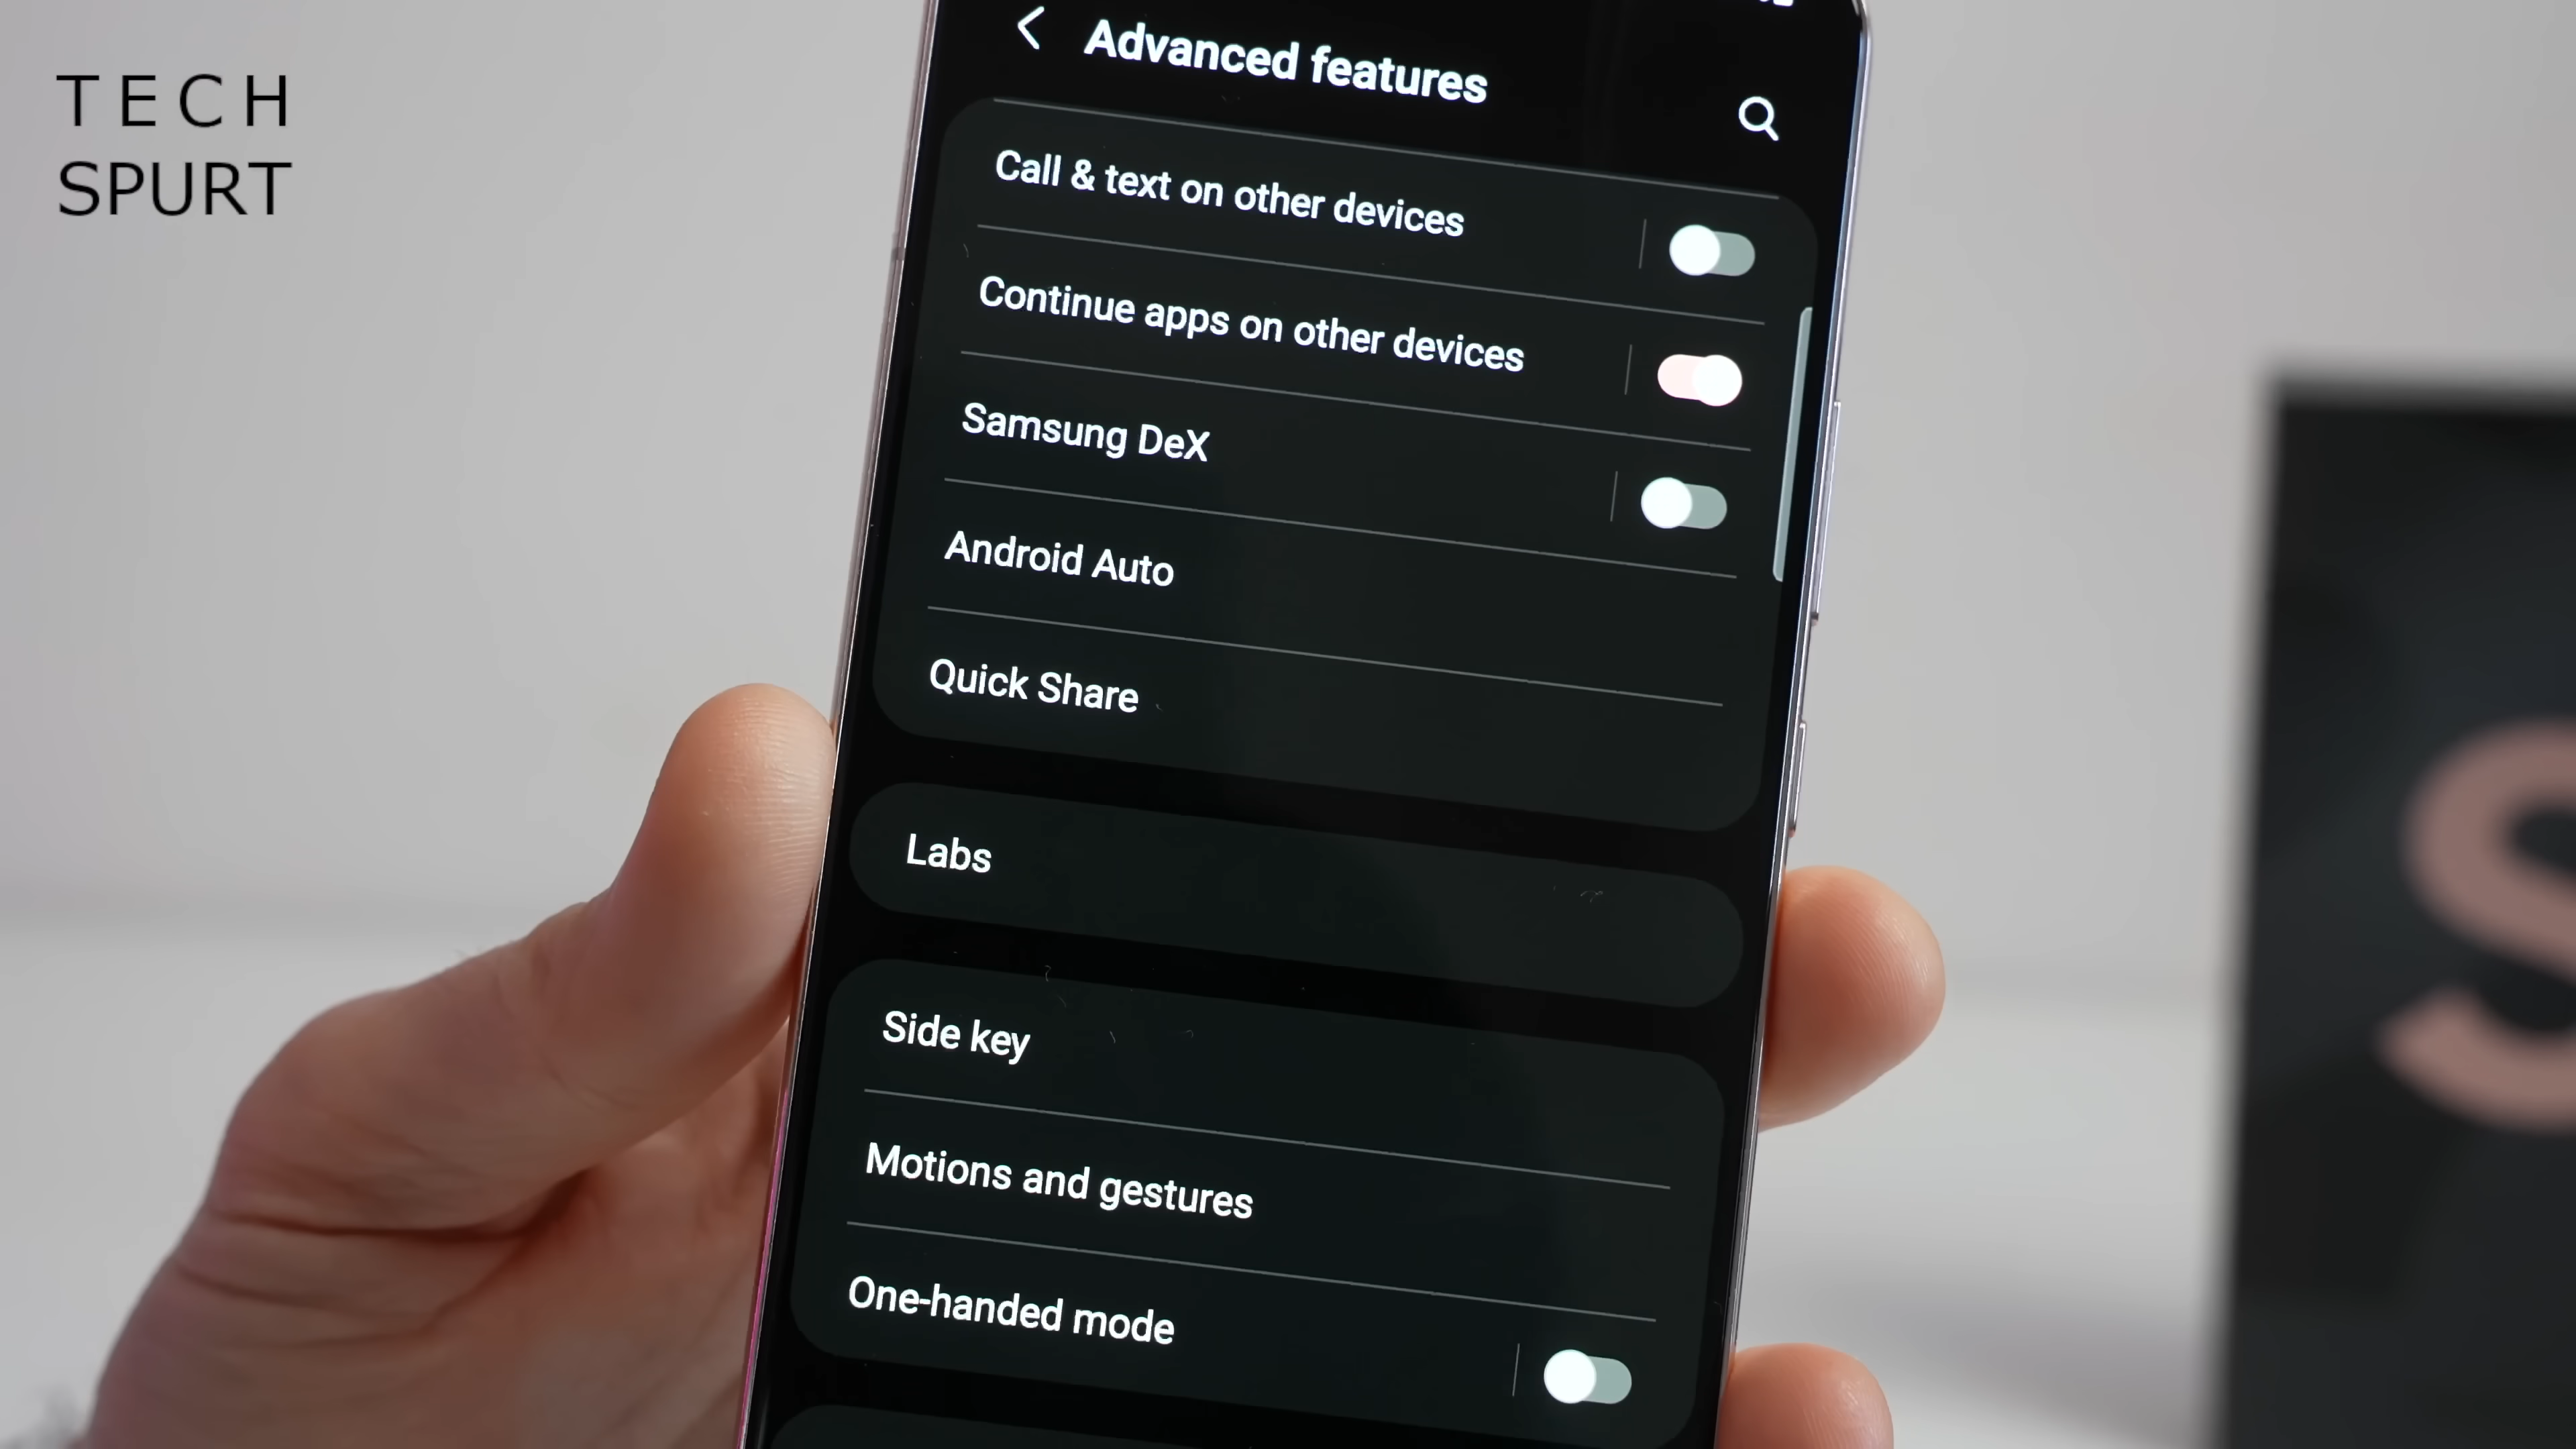 TECH
SPURT
Advanced features
Call & text on other devices
Continue apps on other devices
Samsung DeX
Android Auto
Quick Share
Labs
Side key
Motions and gestures
One-handed mode
S